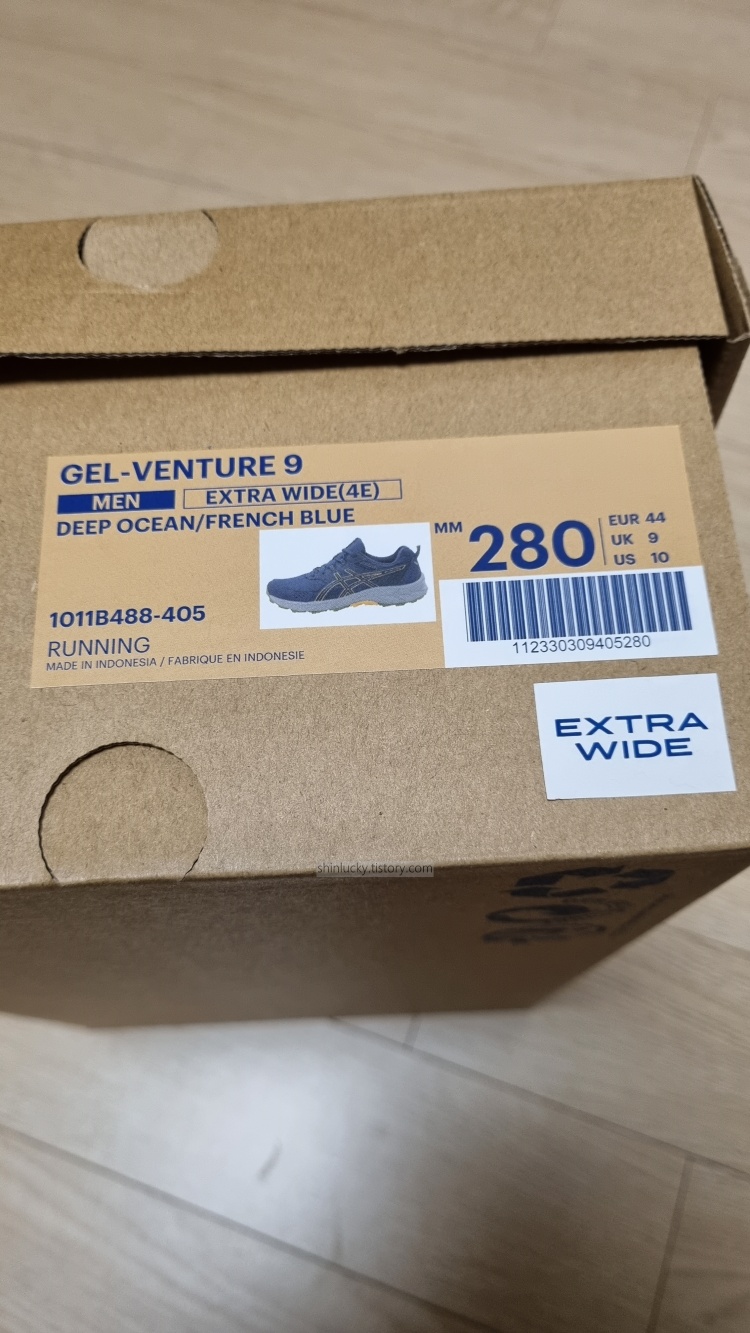 GEL-VENTURE 9
MEN EXTRA WIDE(4E)
DEEP OCEAN/FRENCH BLUE
MM 280
EUR 44
UK 9
US 10
1011B488-405
RUNNING
MADE IN INDONESIA / FABRIQUE EN INDONESIE
112330309405280
EXTRA
WIDE
shinlucky.tistory.com